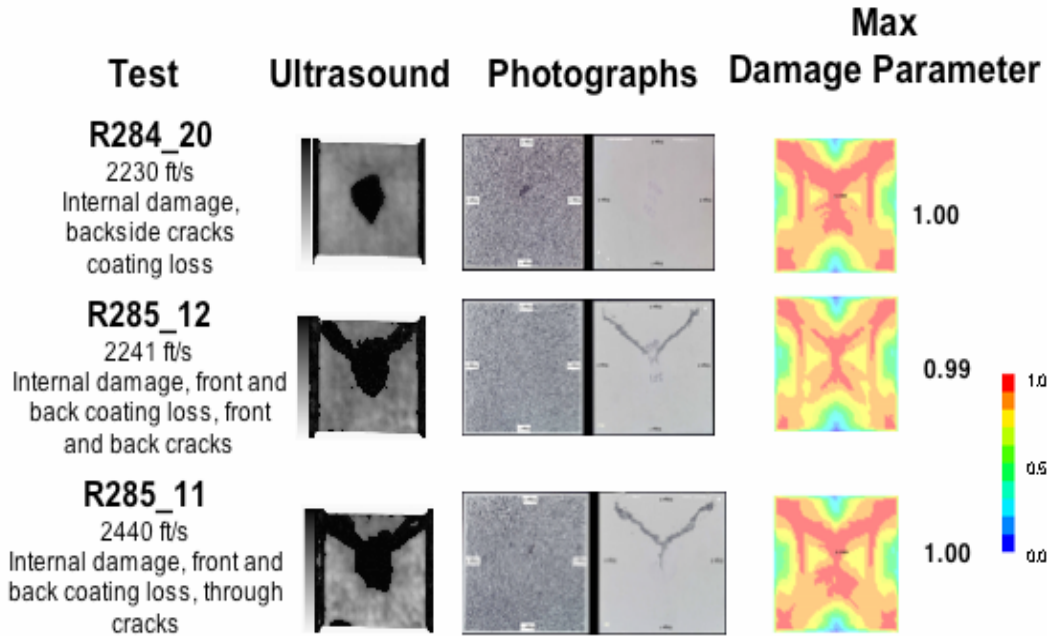 Max
Test Ultrasound Photographs Damage Parameter
R284_20
2230 ft/s
Internal damage,
backside cracks
coating loss
1.00
R285_12
2241 ft/s
Internal damage, front and
back coating loss, front
and back cracks
0.99
R285_11
2440 ft/s
Internal damage, front and
back coating loss, through
cracks
1.00
1.0
0.5
0.0